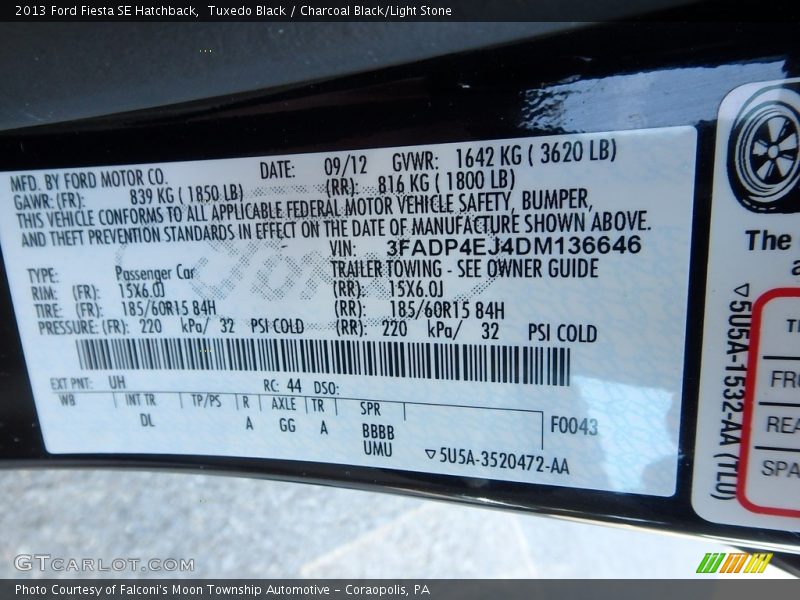 2013 Ford Fiesta SE Hatchback,  Tuxedo Black / Charcoal Black/Light Stone
MFD. BY FORD MOTOR CO. DATE: 09/12 GVWR: 1642 KG ( 3620 LB)
GAWR: (FR): 839 KG ( 1850 LB) (RR): 816 KG ( 1800 LB)
THIS VEHICLE CONFORMS TO ALL APPLICABLE FEDERAL MOTOR VEHICLE SAFETY, BUMPER,
AND THEFT PREVENTION STANDARDS IN EFFECT ON THE DATE OF MANUFACTURE SHOWN ABOVE.
VIN: 3FADP4EJ4DM136646
TYPE: Passenger Car TRAILER TOWING - SEE OWNER GUIDE
RIM: (FR): 15X6.0J (RR): 15X6.0J
TIRE: (FR): 185/60R15 84H (RR): 185/60R15 84H
PRESSURE: (FR): 220 kPa/ 32 PSI COLD (RR): 220 kPa/ 32 PSI COLD
EXT PNT: UH RC: 44 DSO:
WB INT TR TP/PS R AXLE TR SPR
DL A GG A BBBB F0043
UMU ▽5U5A-3520472-AA
The
▽5U5A-1532-AA (TL0)
FRO
REA
SPA
GTCARLOT.COM
Photo Courtesy of Falconi's Moon Township Automotive - Coraopolis, PA